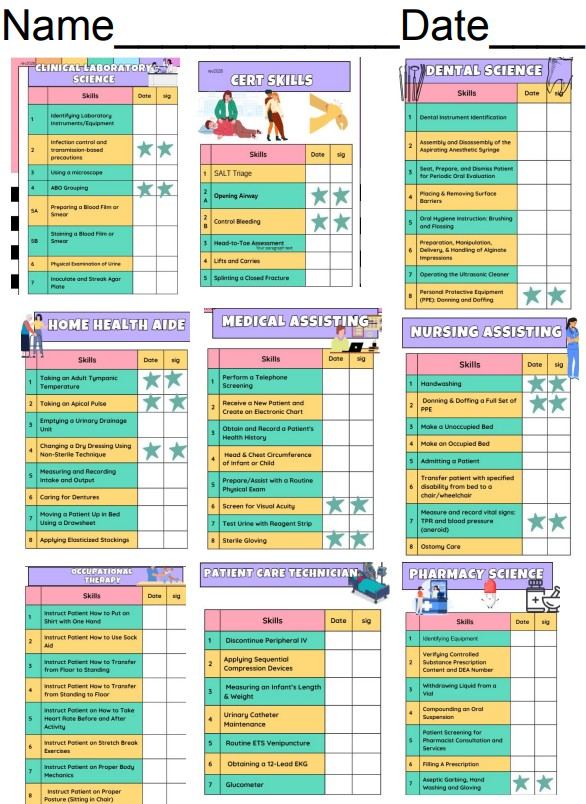 Name_________________Date______
rev2026
CLINICAL LABORATORY
SCIENCE
Skills Date sig
1 Identifying Laboratory
Instruments/Equipment
2 Infection control and
transmission-based
precautions
3 Using a microscope
4 ABO Grouping
5A Preparing a Blood Film or
Smear
5B Staining a Blood Film or
Smear
6 Physical Examination of Urine
7 Inoculate and Streak Agar
Plate
rev2026
CERT SKILLS
Skills Date sig
1 SALT Triage
2
A Opening Airway
2
B Control Bleeding
3 Head-to-Toe Assessment
Your paragraph text
4 Lifts and Carries
5 Splinting a Closed Fracture
DENTAL SCIENCE
Skills Date sig
1 Dental Instrument Identification
2 Assembly and Disassembly of the
Aspirating Anesthetic Syringe
3 Seat, Prepare, and Dismiss Patient
for Periodic Oral Evaluation
4 Placing & Removing Surface
Barriers
5 Oral Hygiene Instruction: Brushing
and Flossing
6 Preparation, Manipulation,
Delivery, & Handling of Alginate
Impressions
7 Operating the Ultrasonic Cleaner
8 Personal Protective Equipment
(PPE): Donning and Doffing
HOME HEALTH AIDE
Skills Date sig
1 Taking an Adult Tympanic
Temperature
2 Taking an Apical Pulse
3 Emptying a Urinary Drainage
Unit
4 Changing a Dry Dressing Using
Non-Sterile Technique
5 Measuring and Recording
Intake and Output
6 Caring for Dentures
7 Moving a Patient Up in Bed
Using a Drawsheet
8 Applying Elasticized Stockings
MEDICAL ASSISTING
Skills Date sig
1 Perform a Telephone
Screening
2 Receive a New Patient and
Create an Electronic Chart
3 Obtain and Record a Patient's
Health History
4 Head & Chest Circumference
of Infant or Child
5 Prepare/Assist with a Routine
Physical Exam
6 Screen for Visual Acuity
7 Test Urine with Reagent Strip
8 Sterile Gloving
NURSING ASSISTING
Skills Date sig
1 Handwashing
2 Donning & Doffing a Full Set of
PPE
3 Make a Unoccupied Bed
4 Make an Occupied Bed
5 Admitting a Patient
6 Transfer patient with specified
disability from bed to a
chair/wheelchair
7 Measure and record vital signs:
TPR and blood pressure
(aneroid)
8 Ostomy Care
OCCUPATIONAL
THERAPY
Skills Date sig
1 Instruct Patient How to Put on
Shirt with One Hand
2 Instruct Patient How to Use Sock
Aid
3 Instruct Patient How to Transfer
from Floor to Standing
4 Instruct Patient How to Transfer
from Standing to Floor
5 Instruct Patient on How to Take
Heart Rate Before and After
Activity
6 Instruct Patient on Stretch Break
Exercises
7 Instruct Patient on Proper Body
Mechanics
8 Instruct Patient on Proper
Posture (Sitting in Chair)
PATIENT CARE TECHNICIAN
Skills Date sig
1 Discontinue Peripheral IV
2 Applying Sequential
Compression Devices
3 Measuring an Infant's Length
& Weight
4 Urinary Catheter
Maintenance
5 Routine ETS Venipuncture
6 Obtaining a 12-Lead EKG
7 Glucometer
PHARMACY SCIENCE
Skills Date sig
1 Identifying Equipment
2 Verifying Controlled
Substance Prescription
Content and DEA Number
3 Withdrawing Liquid from a
Vial
4 Compounding an Oral
Suspension
5 Patient Screening for
Pharmacist Consultation and
Services
6 Filling A Prescription
7 Aseptic Garbing, Hand
Washing and Gloving